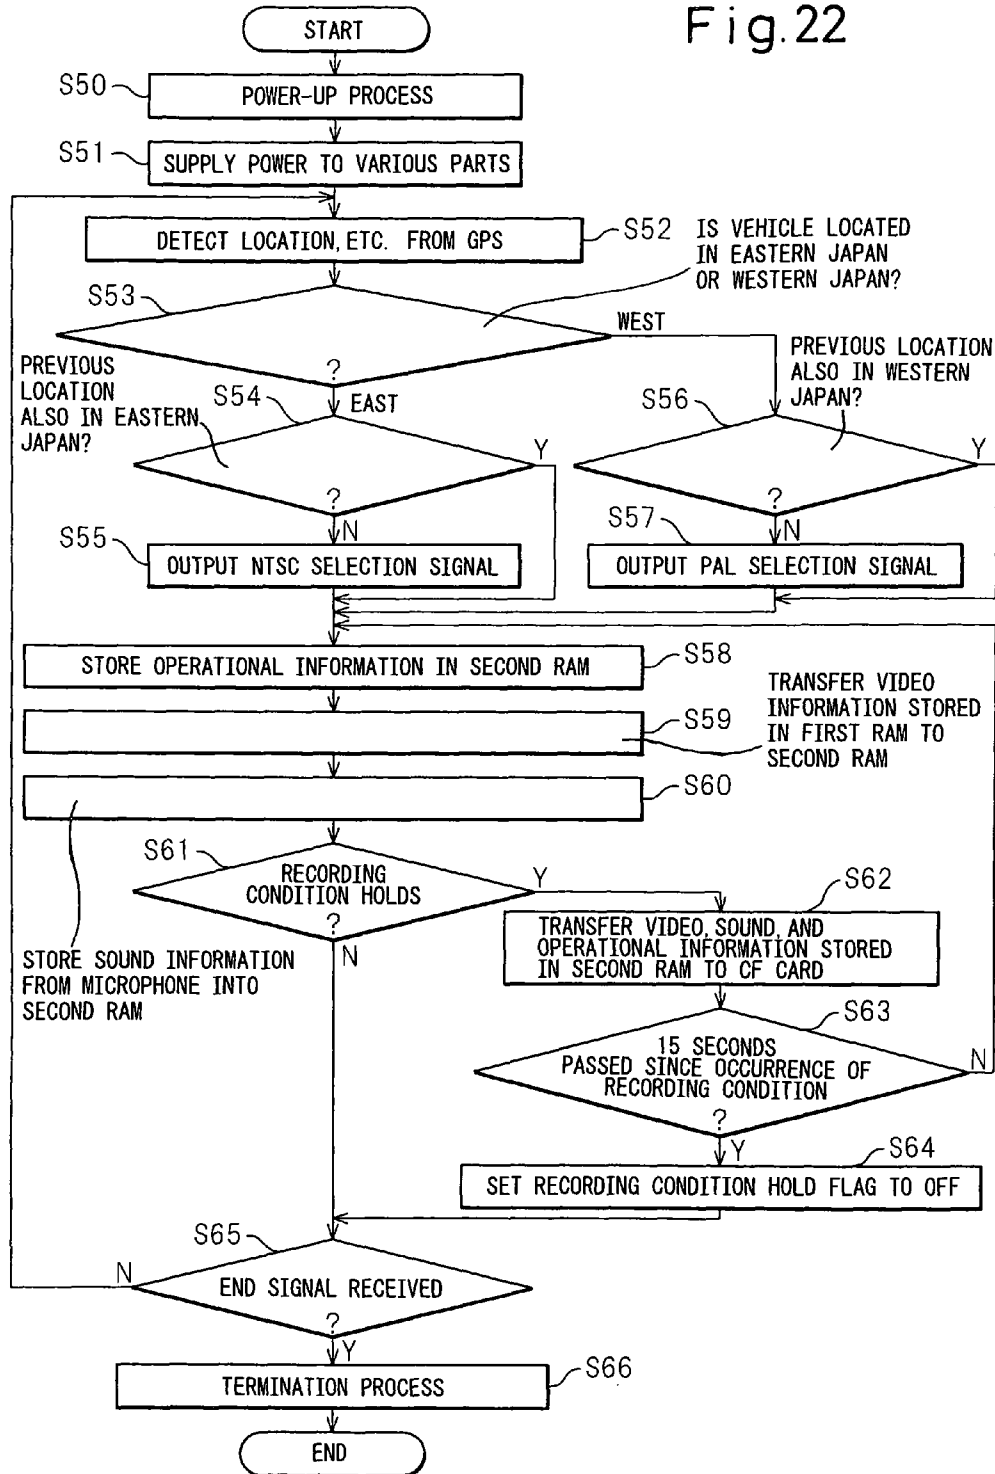 Fig.22
START
S50
POWER-UP PROCESS
S51
SUPPLY POWER TO VARIOUS PARTS
DETECT LOCATION, ETC. FROM GPS
S52
IS VEHICLE LOCATED
IN EASTERN JAPAN
OR WESTERN JAPAN?
S53
?
WEST
EAST
PREVIOUS
LOCATION
ALSO IN EASTERN
JAPAN?
S54
?
Y
N
PREVIOUS LOCATION
ALSO IN WESTERN
JAPAN?
S56
?
Y
N
S55
OUTPUT NTSC SELECTION SIGNAL
S57
OUTPUT PAL SELECTION SIGNAL
STORE OPERATIONAL INFORMATION IN SECOND RAM
S58
S59
TRANSFER VIDEO
INFORMATION STORED
IN FIRST RAM TO
SECOND RAM
S60
STORE SOUND INFORMATION
FROM MICROPHONE INTO
SECOND RAM
S61
RECORDING
CONDITION HOLDS
?
Y
N
S62
TRANSFER VIDEO, SOUND, AND
OPERATIONAL INFORMATION STORED
IN SECOND RAM TO CF CARD
S63
15 SECONDS
PASSED SINCE OCCURRENCE OF
RECORDING CONDITION
?
N
Y
S64
SET RECORDING CONDITION HOLD FLAG TO OFF
S65
END SIGNAL RECEIVED
?
N
Y
TERMINATION PROCESS
S66
END